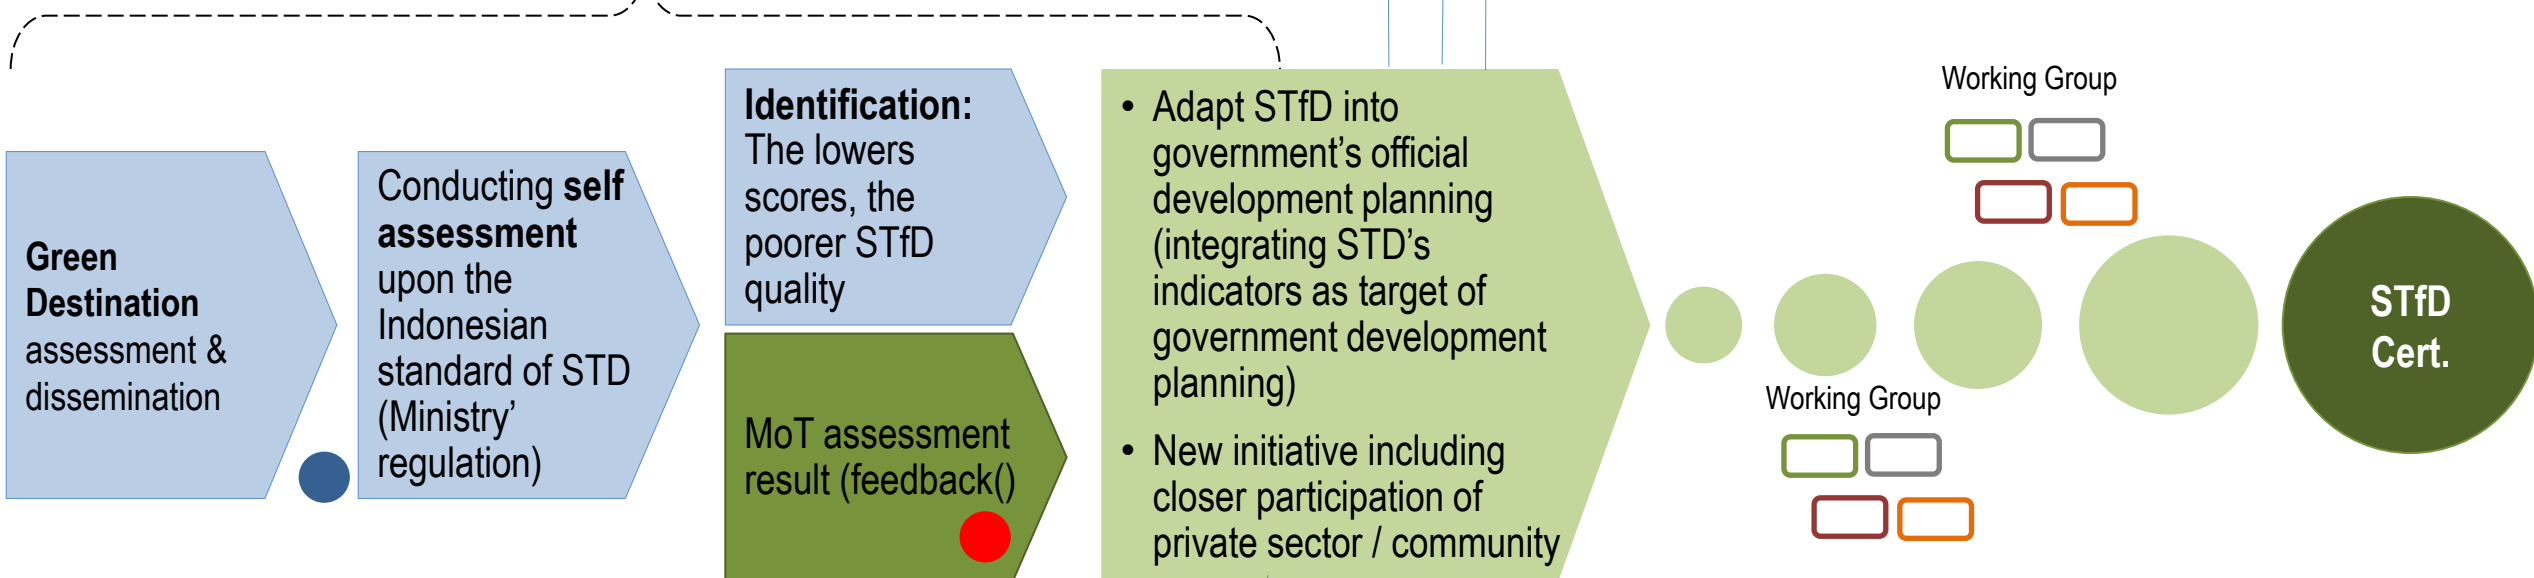 Green
Destination
assessment &
dissemination
Conducting self
assessment
upon the
Indonesian
standard of STD
(Ministry’
regulation)
Identification:
The lowers
scores, the
poorer STfD
quality
MoT assessment
result (feedback()
• Adapt STfD into
government’s official
development planning
(integrating STD’s
indicators as target of
government development
planning)
• New initiative including
closer participation of
private sector / community
Working Group
Working Group
STfD
Cert.